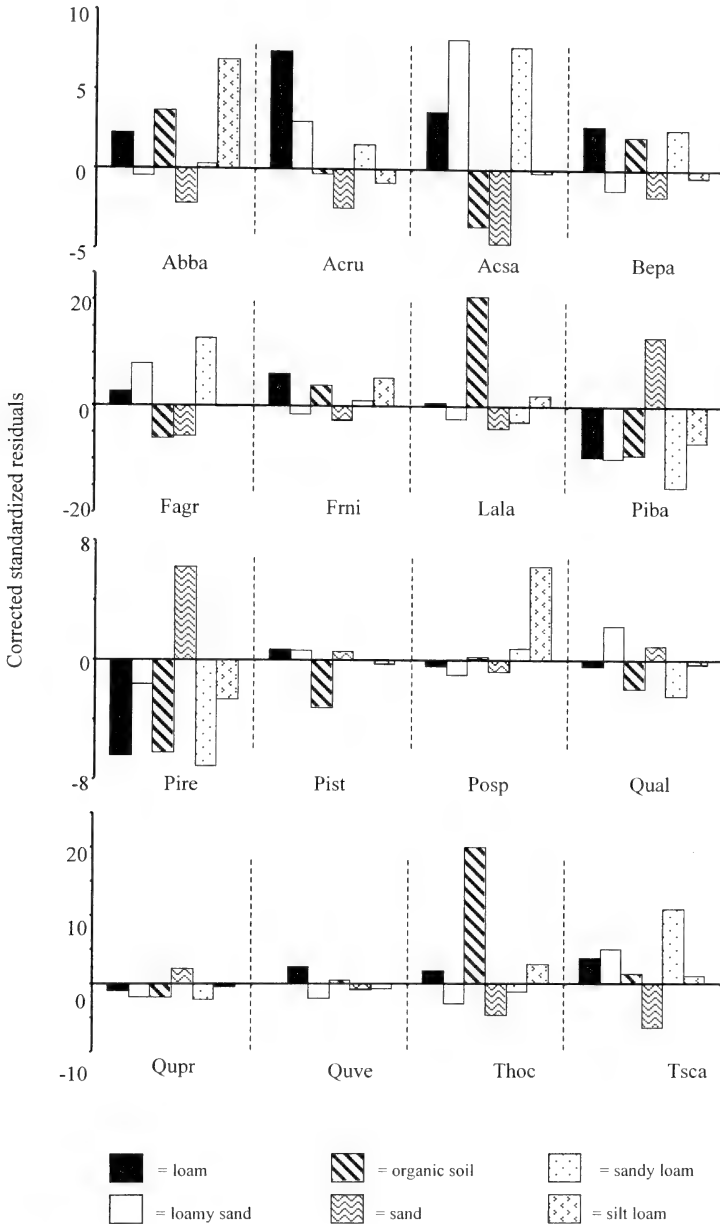 Corrected standardized residuals
10
5
0
-5
Abba Acru Acsa Bepa
20
0
-20
Fagr Frni Lala Piba
8
0
-8
Pire Pist Posp Qual
20
10
0
-10
Qupr Quve Thoc Tsca
= loam = organic soil = sandy loam
= loamy sand = sand = silt loam